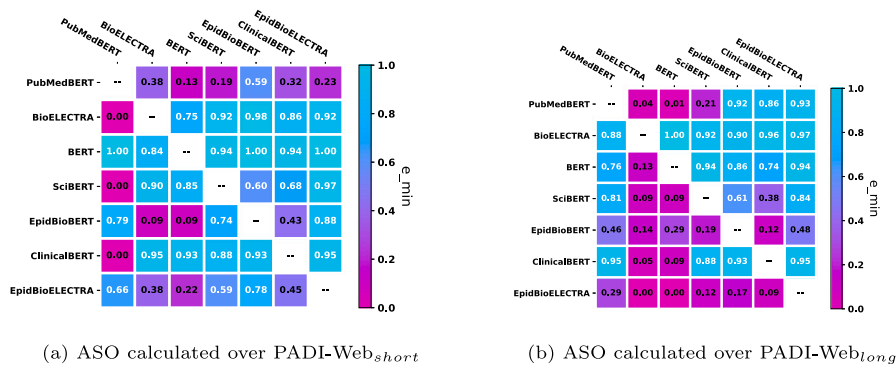 PubMedBERT
BioELECTRA
BERT
SciBERT
EpidBioBERT
ClinicalBERT
EpidBioELECTRA
PubMedBERT -- 0.38 0.13 0.19 0.59 0.32 0.23
BioELECTRA 0.00 -- 0.75 0.92 0.98 0.86 0.92
BERT 1.00 0.84 -- 0.94 1.00 0.94 1.00
SciBERT 0.00 0.90 0.85 -- 0.60 0.68 0.97
EpidBioBERT 0.79 0.09 0.09 0.74 -- 0.43 0.88
ClinicalBERT 0.00 0.95 0.93 0.88 0.93 -- 0.95
EpidBioELECTRA 0.66 0.38 0.22 0.59 0.78 0.45 --
1.0
0.8
0.6
0.4
0.2
0.0
e_min
(a) ASO calculated over PADI-Web_short
PubMedBERT
BioELECTRA
BERT
SciBERT
EpidBioBERT
ClinicalBERT
EpidBioELECTRA
PubMedBERT -- 0.04 0.01 0.21 0.92 0.86 0.93
BioELECTRA 0.88 -- 1.00 0.92 0.90 0.96 0.97
BERT 0.76 0.13 -- 0.94 0.86 0.74 0.94
SciBERT 0.81 0.09 0.09 -- 0.61 0.38 0.84
EpidBioBERT 0.46 0.14 0.29 0.19 -- 0.12 0.48
ClinicalBERT 0.95 0.05 0.09 0.88 0.93 -- 0.95
EpidBioELECTRA 0.29 0.00 0.00 0.12 0.17 0.09 --
1.0
0.8
0.6
0.4
0.2
0.0
e_min
(b) ASO calculated over PADI-Web_long